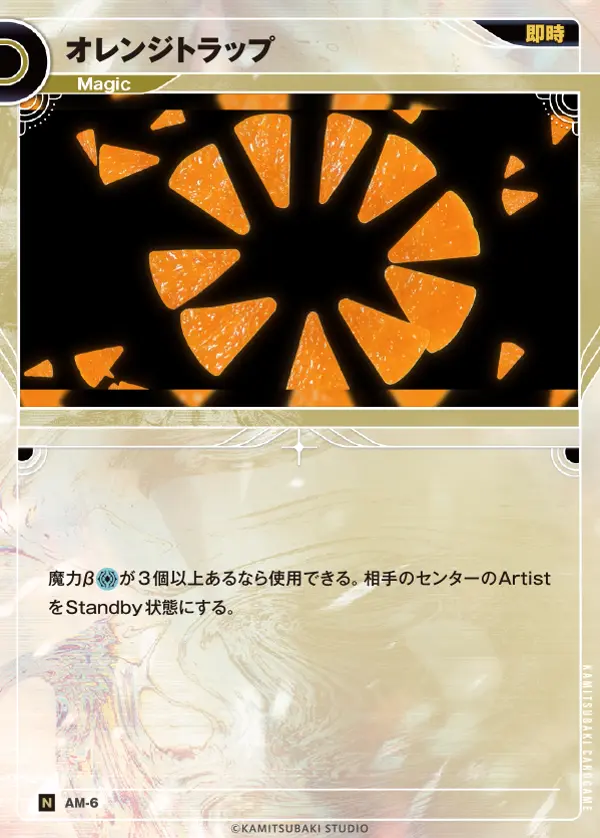 オレンジトラップ
即時
Magic
魔力βが3個以上あるなら使用できる。相手のセンターのArtist
をStandby状態にする。
KAMITSUBAKI CARDGAME
N AM-6
©KAMITSUBAKI STUDIO